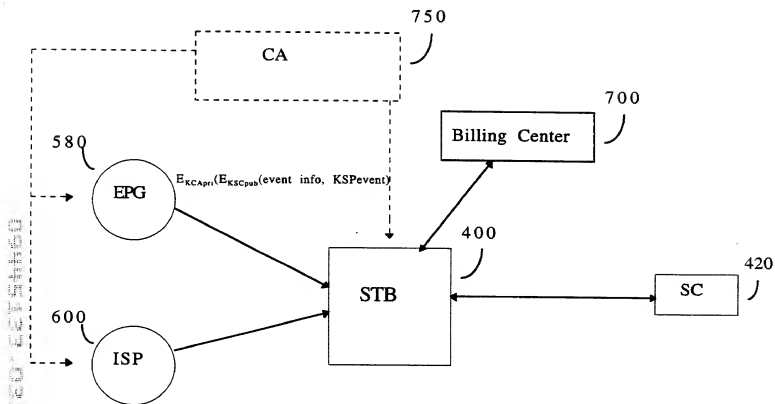 750
CA
700
Billing Center
580
EPG
E_KCApri(E_KSCpub(event info, KSPevent)
400
STB
420
SC
600
ISP